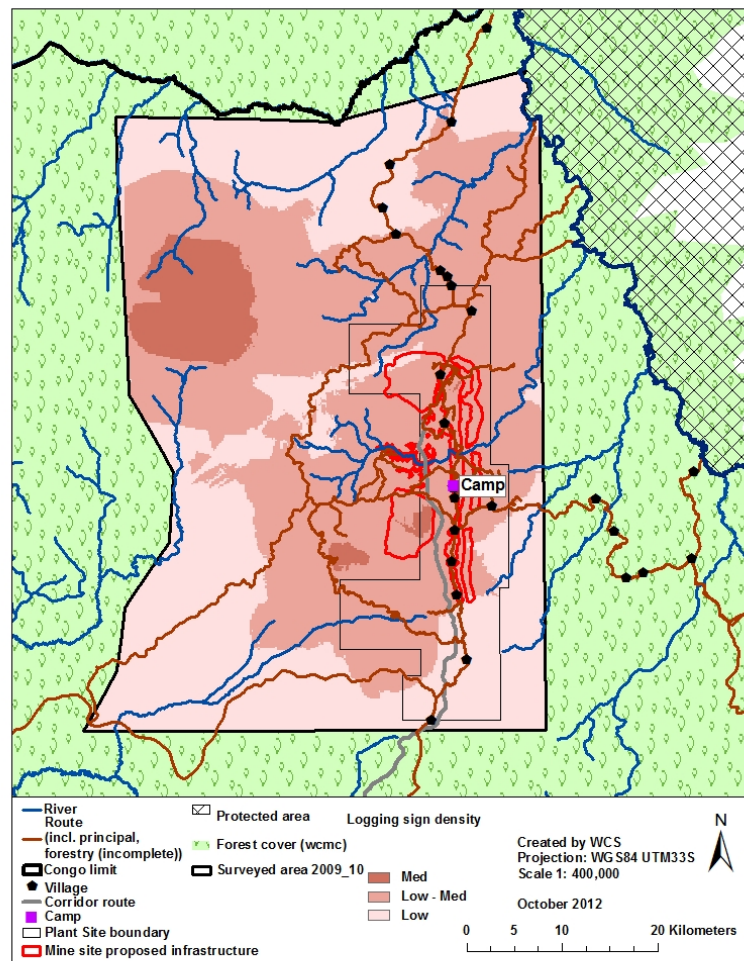 Camp
River
Route
(incl. principal,
forestry (incomplete))
Congo limit
Village
Corridor route
Camp
Plant Site boundary
Mine site proposed infrastructure
Protected area
Forest cover (wcmc)
Surveyed area 2009_10
Logging sign density
Med
Low - Med
Low
Created by WCS
Projection: WGS84 UTM33S
Scale 1: 400,000
October 2012
N
0 5 10 20 Kilometers